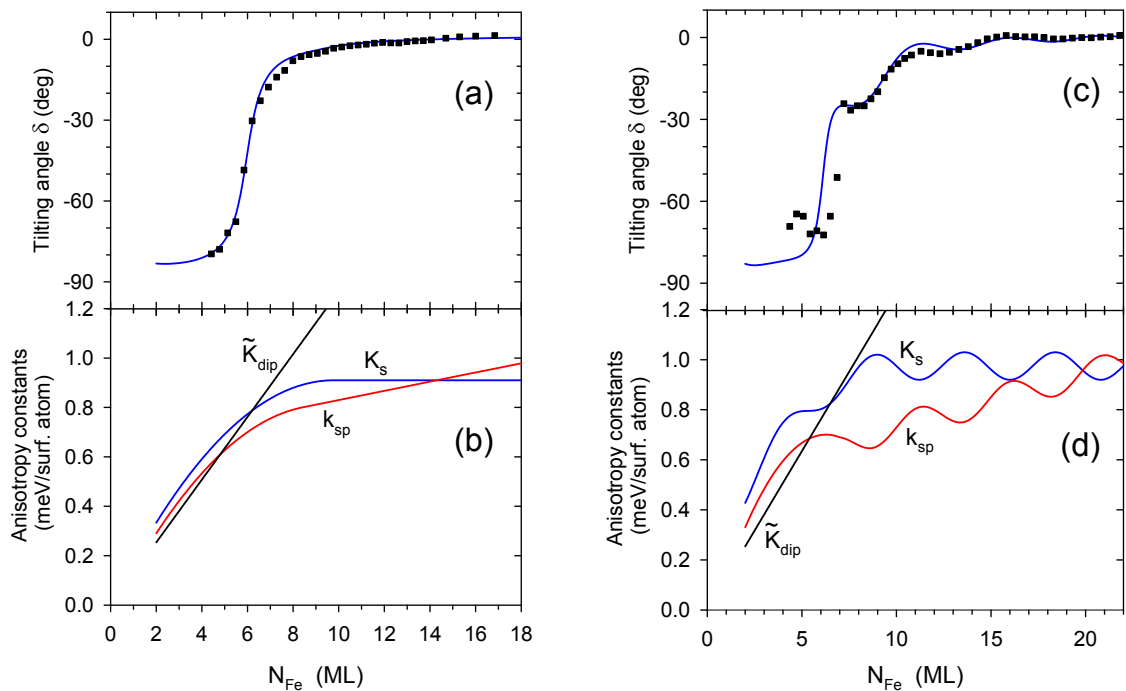 0
-30
-60
-90
Tilting angle δ (deg)
(a)
1.2
1.0
0.8
0.6
0.4
0.2
0.0
Anisotropy constants
(meV/surf. atom)
K̃dip
Ks
ksp
(b)
0 2 4 6 8 10 12 14 16 18
NFe (ML)
0
-30
-60
-90
Tilting angle δ (deg)
(c)
1.2
1.0
0.8
0.6
0.4
0.2
0.0
Anisotropy constants
(meV/surf. atom)
Ks
ksp
K̃dip
(d)
0 5 10 15 20
NFe (ML)